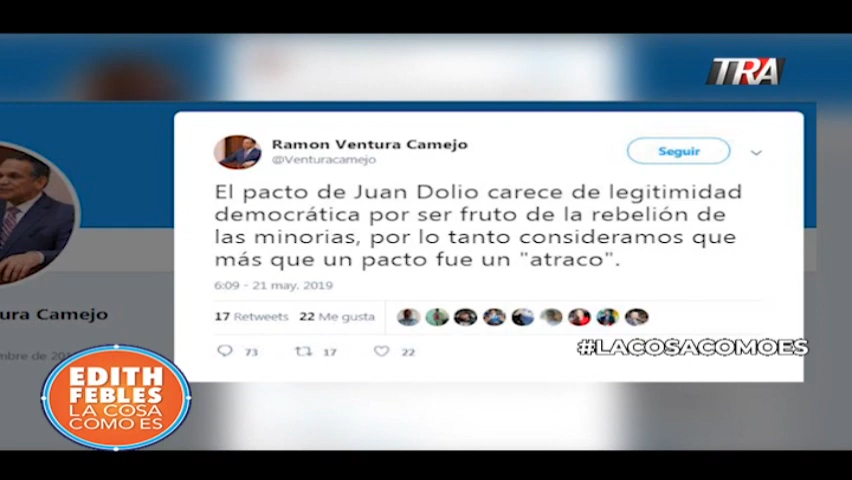 TRA
Ramon Ventura Camejo
@Venturacamejo
Seguir
El pacto de Juan Dolio carece de legitimidad
democrática por ser fruto de la rebelión de
las minorias, por lo tanto consideramos que
más que un pacto fue un "atraco".
6:09 - 21 may. 2019
17 Retweets 22 Me gusta
73 17 22
ura Camejo
#LACOSACOMOES
EDITH
FEBLES
LA COSA
COMO ES